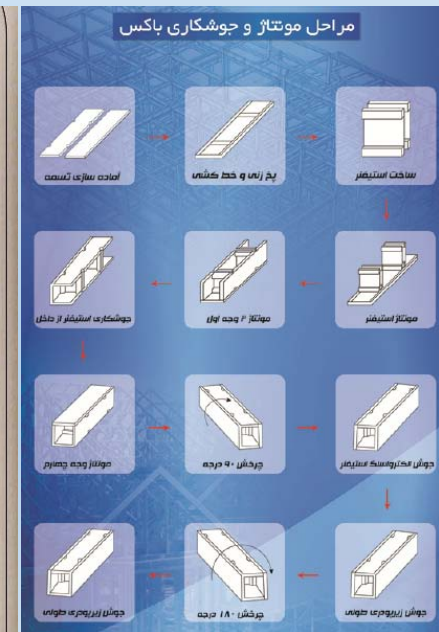 مراحل مونتاژ و جوشکاری باکس
آماده سازی تسمه
پخ زنی و خط کشی
ساخت استیفنر
مونتاژ استیفنر
مونتاژ ۲ وجه اول
جوشکاری استیفنر از داخل
مونتاژ وجه چهارم
چرخش ۹۰ درجه
جوش الکترواسلگ استیفنر
جوش زیرپودری طولی
چرخش ۱۸۰ درجه
جوش زیرپودری طولی